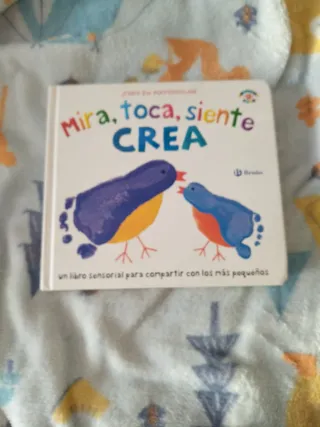 Mira, toca, siente
CREA
Bruño
un libro sensorial para compartir con los más pequeños